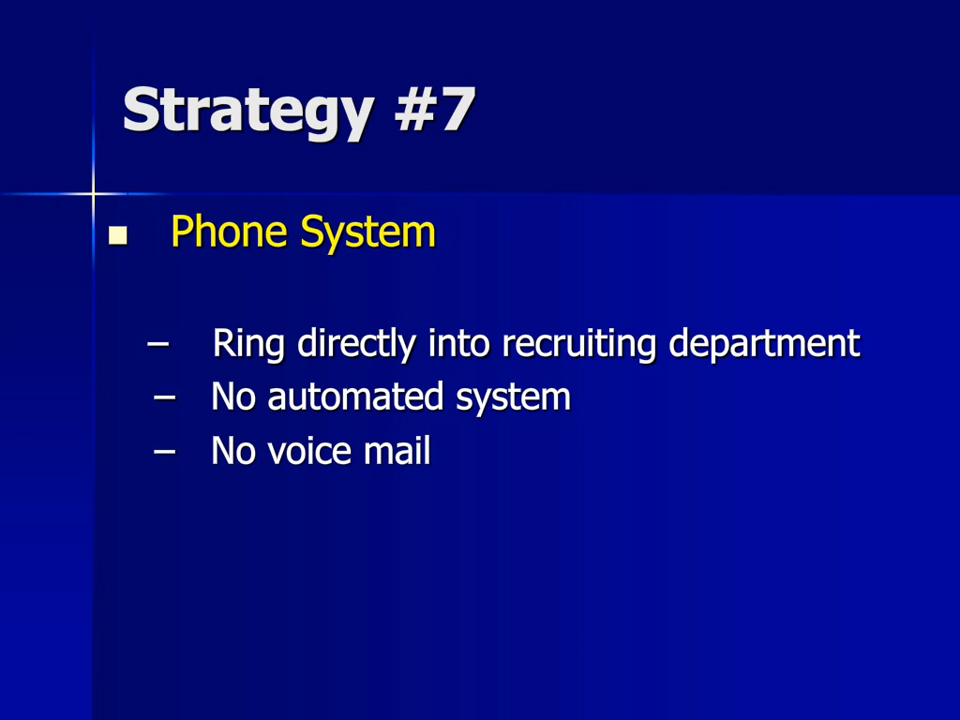 Strategy #7
■ Phone System
– Ring directly into recruiting department
– No automated system
– No voice mail